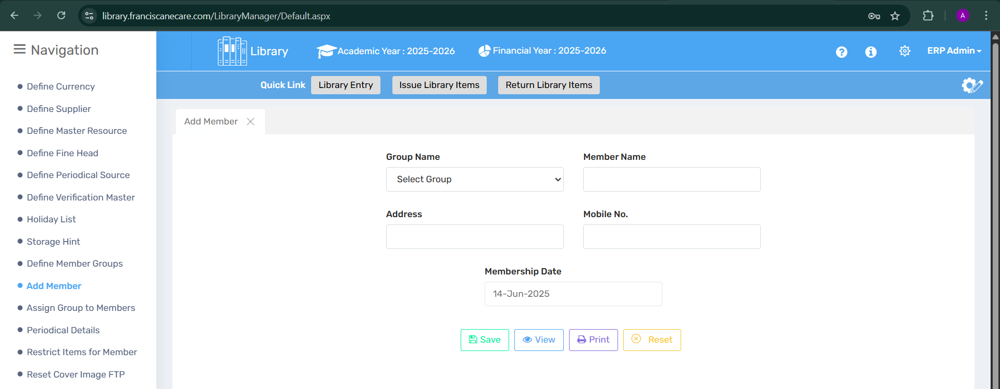 library.franciscanecare.com/LibraryManager/Default.aspx
A
Navigation
Library
Academic Year : 2025-2026
Financial Year : 2025-2026
ERP Admin
Quick Link
Library Entry
Issue Library Items
Return Library Items
Define Currency
Define Supplier
Define Master Resource
Define Fine Head
Define Periodical Source
Define Verification Master
Holiday List
Storage Hint
Define Member Groups
Add Member
Assign Group to Members
Periodical Details
Restrict Items for Member
Reset Cover Image FTP
Add Member
Group Name
Member Name
Select Group
Address
Mobile No.
Membership Date
14-Jun-2025
Save
View
Print
Reset